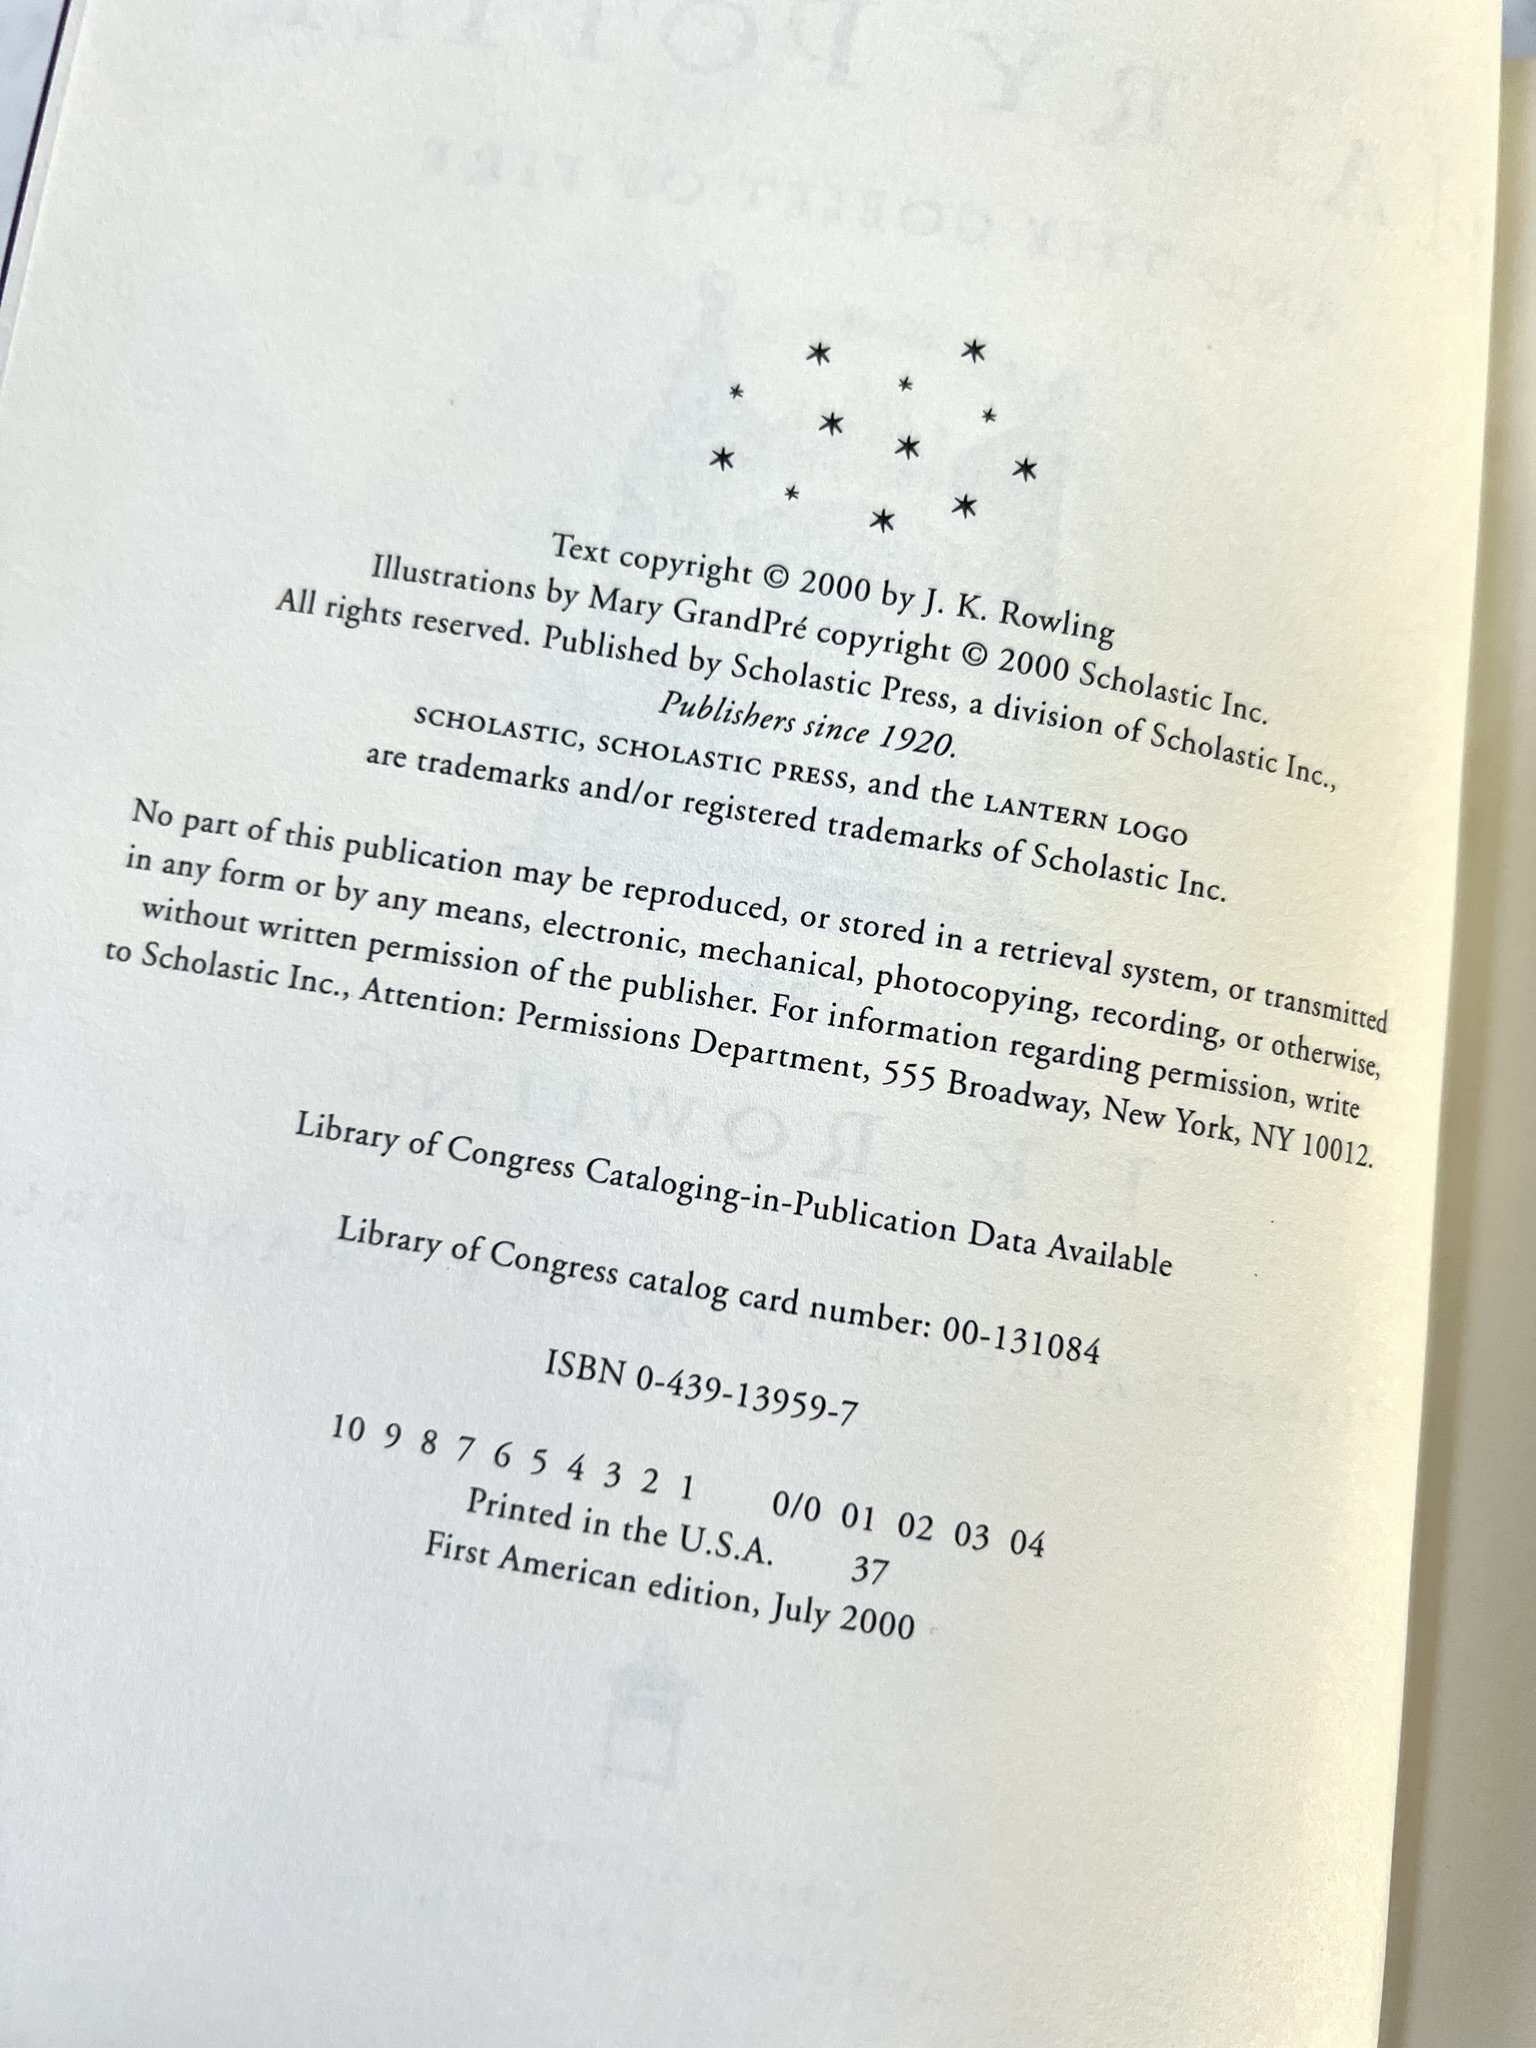 Text copyright © 2000 by J. K. Rowling
Illustrations by Mary GrandPré copyright © 2000 Scholastic Inc.
All rights reserved. Published by Scholastic Press, a division of Scholastic Inc.,
Publishers since 1920.
SCHOLASTIC, SCHOLASTIC PRESS, and the LANTERN LOGO
are trademarks and/or registered trademarks of Scholastic Inc.
No part of this publication may be reproduced, or stored in a retrieval system, or transmitted
in any form or by any means, electronic, mechanical, photocopying, recording, or otherwise,
without written permission of the publisher. For information regarding permission, write
to Scholastic Inc., Attention: Permissions Department, 555 Broadway, New York, NY 10012.
Library of Congress Cataloging-in-Publication Data Available
Library of Congress catalog card number: 00-131084
ISBN 0-439-13959-7
10 9 8 7 6 5 4 3 2 1 0/0 01 02 03 04
Printed in the U.S.A. 37
First American edition, July 2000